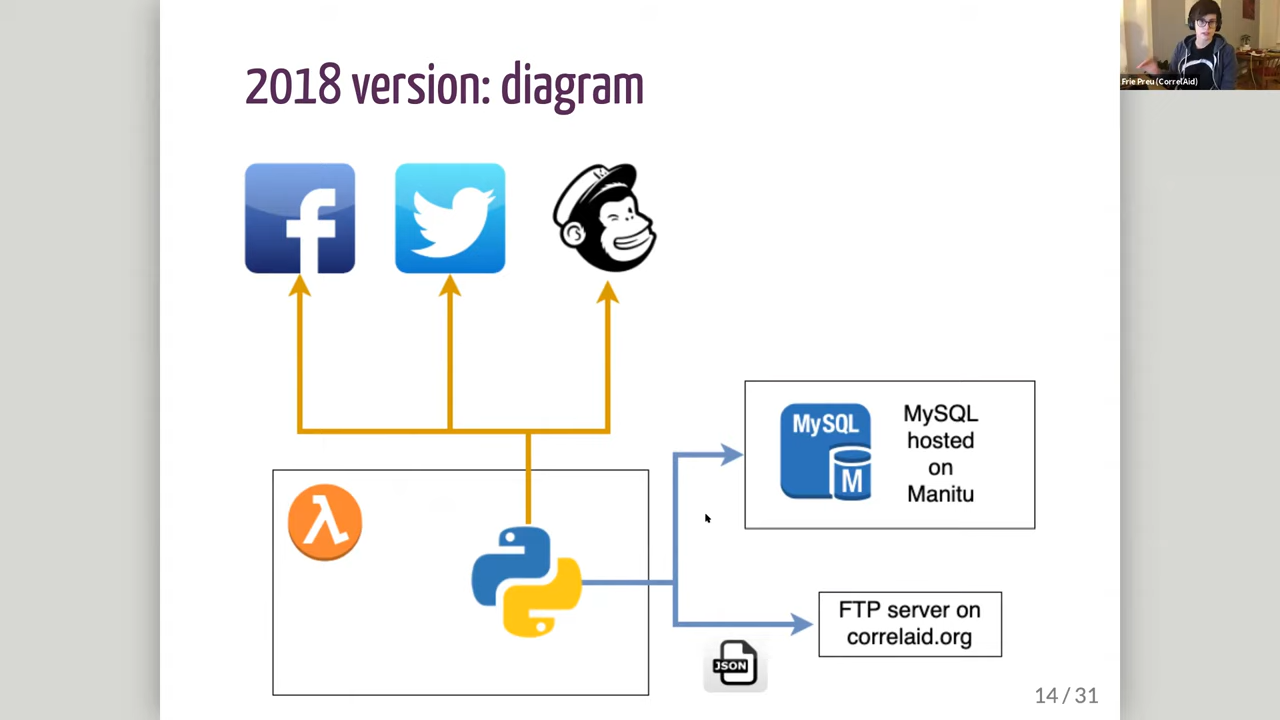 2018 version: diagram
Frie Preu (CorrelAid)
f
MySQL
M
MySQL
hosted
on
Manitu
λ
FTP server on
correlaid.org
JSON
14 / 31